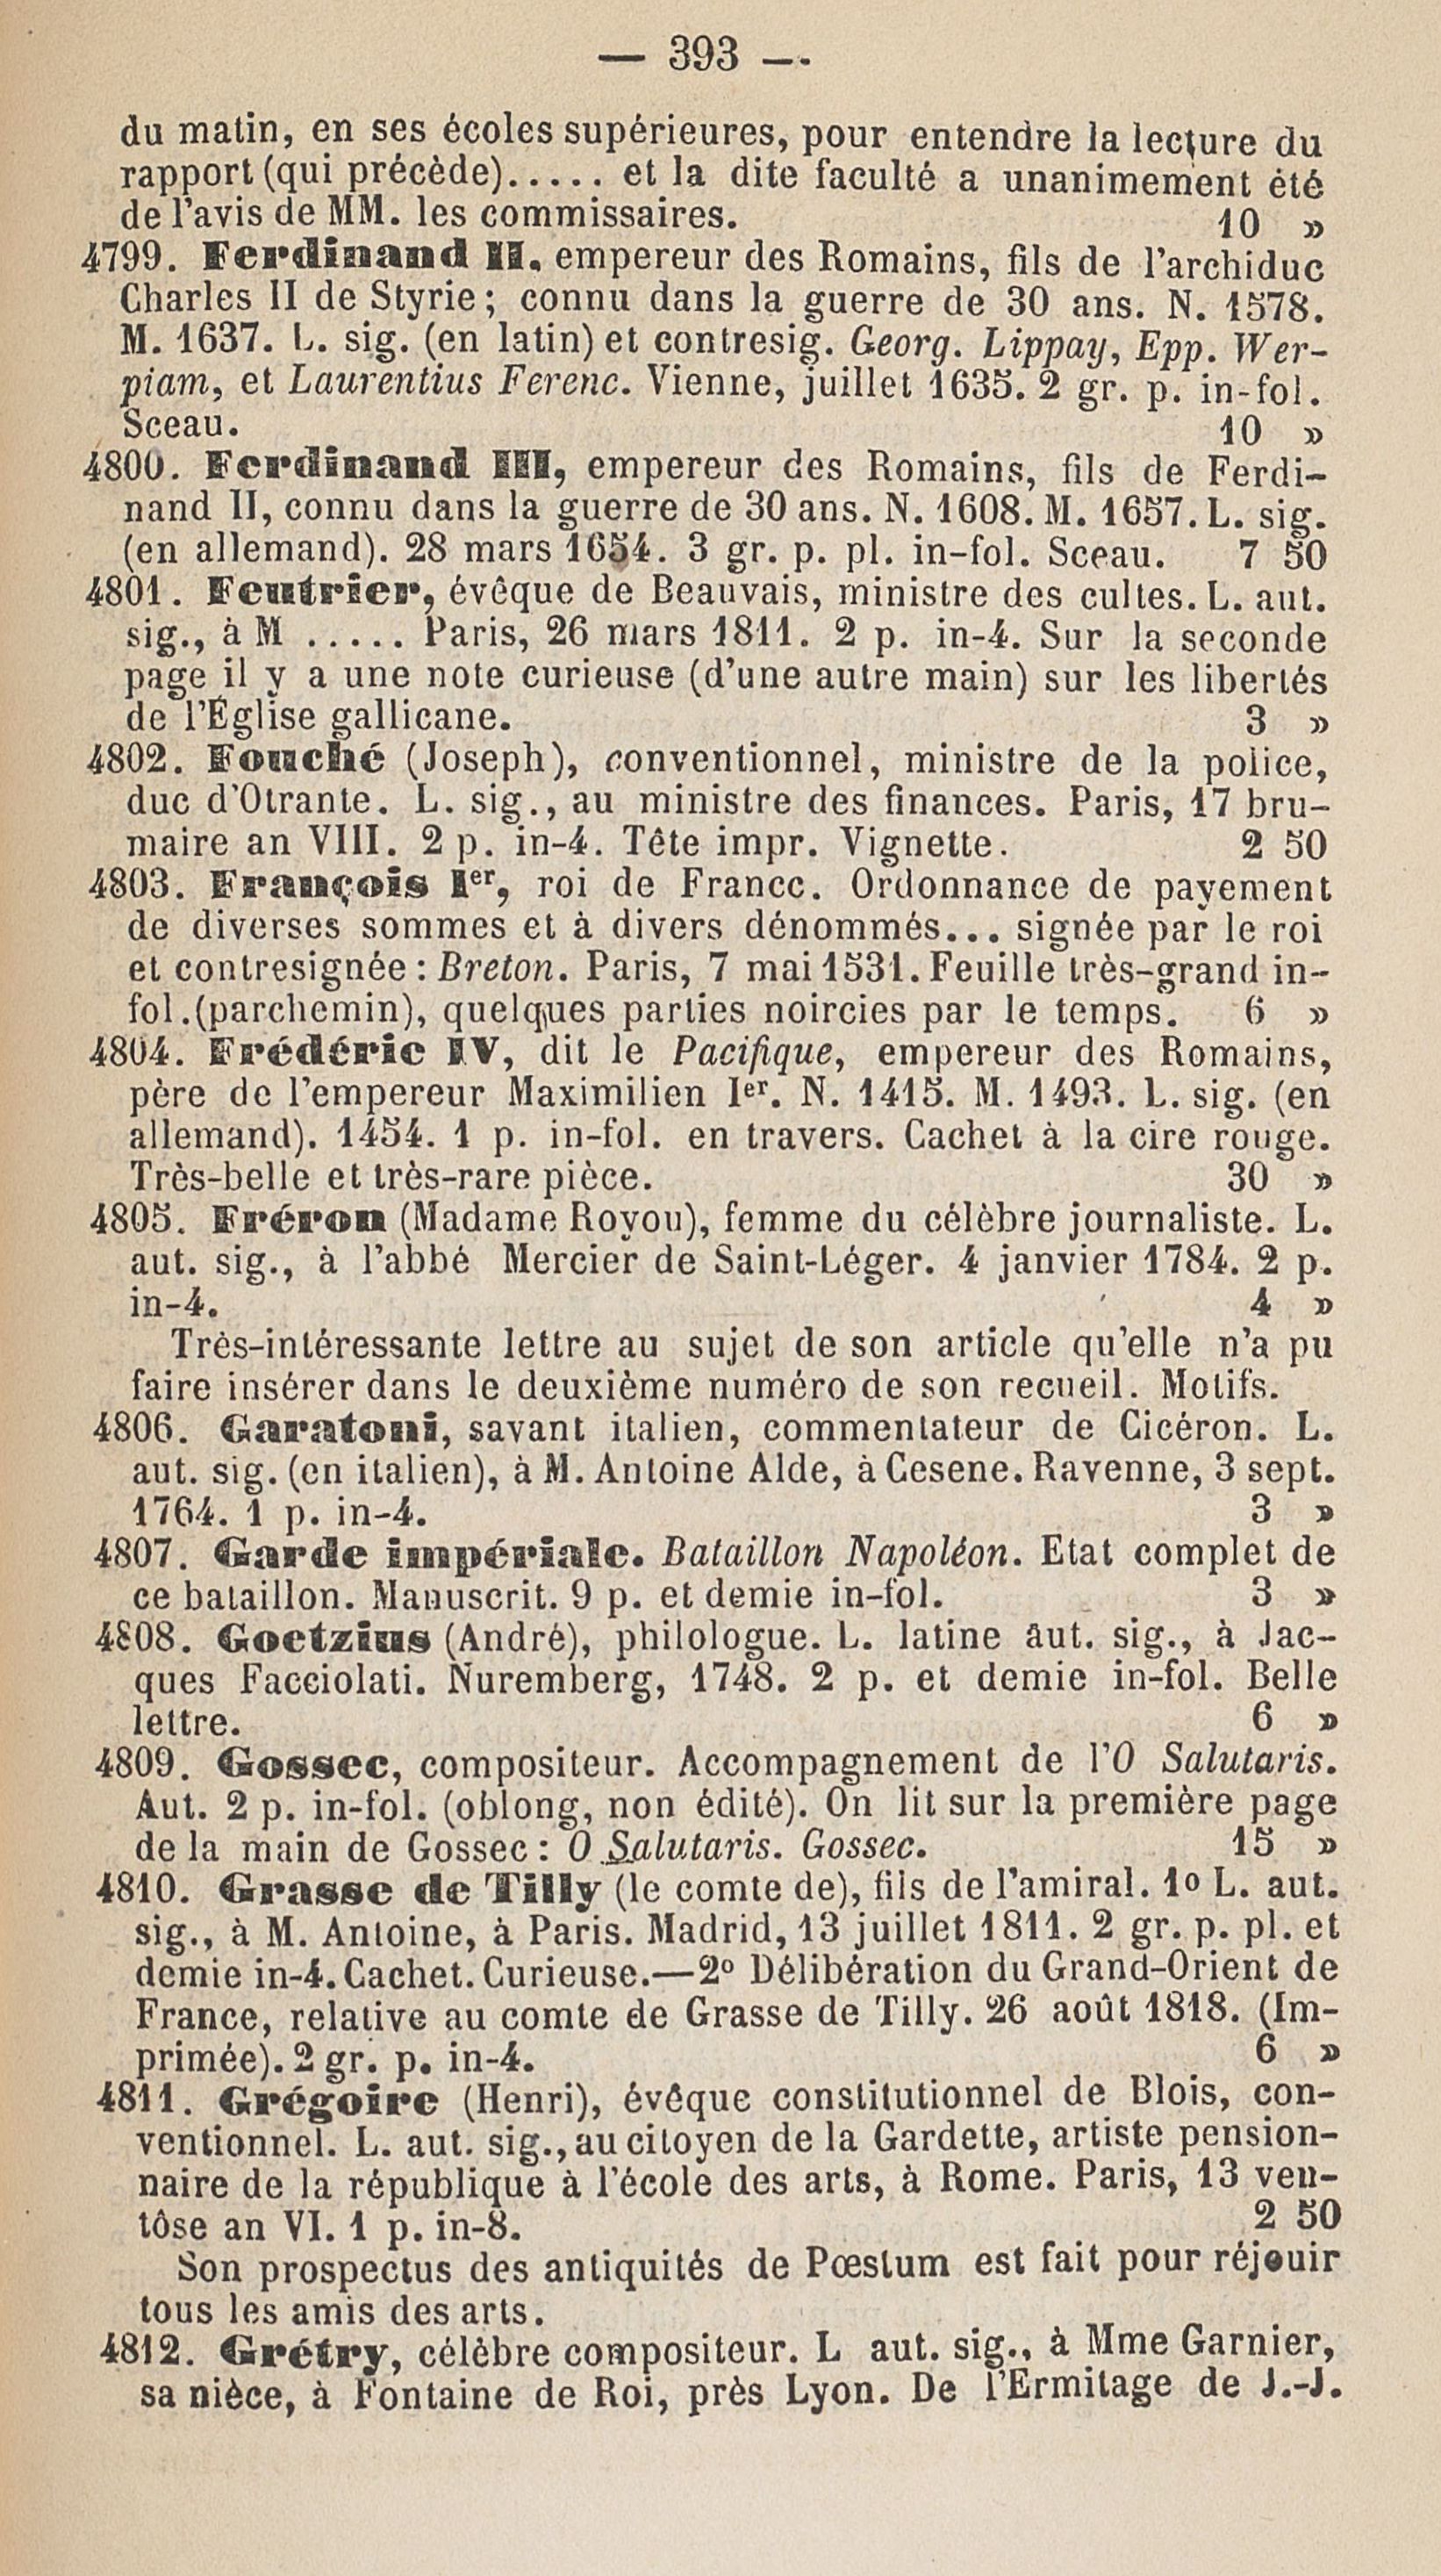 — 393 —
du matin, en ses écoles supérieures, pour entendre la lecture du
rapport (qui précède)..... et la dite faculté a unanimement été
de l'avis de MM. les commissaires. 10 »
4799. Ferdinand II, empereur des Romains, fils de l'archiduc
Charles II de Styrie; connu dans la guerre de 30 ans. N. 1578.
M. 1637. L. sig. (en latin) et contresig. Georg. Lippay, Epp. Wer-
piam, et Laurentius Ferenc. Vienne, juillet 1635. 2 gr. p. in-fol.
Sceau. 10 »
4800. Ferdinand III, empereur des Romains, fils de Ferdi-
nand II, connu dans la guerre de 30 ans. N. 1608. M. 1657. L. sig.
(en allemand). 28 mars 1654. 3 gr. p. pl. in-fol. Sceau. 7 50
4801. Feutrier, évêque de Beauvais, ministre des cultes. L. aut.
sig., à M ..... Paris, 26 mars 1811. 2 p. in-4. Sur la seconde
page il y a une note curieuse (d'une autre main) sur les libertés
de l'Église gallicane. 3 »
4802. Fouché (Joseph), conventionnel, ministre de la police,
duc d'Otrante. L. sig., au ministre des finances. Paris, 17 bru-
maire an VIII. 2 p. in-4. Tête impr. Vignette. 2 50
4803. François Ier, roi de France. Ordonnance de payement
de diverses sommes et à divers dénommés... signée par le roi
et contresignée : Breton. Paris, 7 mai 1531. Feuille très-grand in-
fol. (parchemin), quelques parties noircies par le temps. 6 »
4804. Frédéric IV, dit le Pacifique, empereur des Romains,
père de l'empereur Maximilien Ier. N. 1415. M. 1493. L. sig. (en
allemand). 1454. 1 p. in-fol. en travers. Cachet à la cire rouge.
Très-belle et très-rare pièce. 30 »
4805. Fréron (Madame Royou), femme du célèbre journaliste. L.
aut. sig., à l'abbé Mercier de Saint-Léger. 4 janvier 1784. 2 p.
in-4. 4 »
Très-intéressante lettre au sujet de son article qu'elle n'a pu
faire insérer dans le deuxième numéro de son recueil. Motifs.
4806. Garatoni, savant italien, commentateur de Cicéron. L.
aut. sig. (en italien), à M. Antoine Alde, à Cesene. Ravenne, 3 sept.
1764. 1 p. in-4. 3 »
4807. Garde impériale. Bataillon Napoléon. Etat complet de
ce bataillon. Manuscrit. 9 p. et demie in-fol. 3 »
4808. Goetzius (André), philologue. L. latine aut. sig., à Jac-
ques Facciolati. Nuremberg, 1748. 2 p. et demie in-fol. Belle
lettre. 6 »
4809. Gossec, compositeur. Accompagnement de l'O Salutaris.
Aut. 2 p. in-fol. (oblong, non édité). On lit sur la première page
de la main de Gossec : O Salutaris. Gossec. 15 »
4810. Grasse de Tilly (le comte de), fils de l'amiral. 1o L. aut.
sig., à M. Antoine, à Paris. Madrid, 13 juillet 1811. 2 gr. p. pl. et
demie in-4. Cachet. Curieuse.—2o Délibération du Grand-Orient de
France, relative au comte de Grasse de Tilly. 26 août 1818. (Im-
primée). 2 gr. p. in-4. 6 »
4811. Grégoire (Henri), évêque constitutionnel de Blois, con-
ventionnel. L. aut. sig., au citoyen de la Gardette, artiste pension-
naire de la république à l'école des arts, à Rome. Paris, 13 ven-
tôse an VI. 1 p. in-8. 2 50
Son prospectus des antiquités de Pœstum est fait pour réjouir
tous les amis des arts.
4812. Grétry, célèbre compositeur. L aut. sig., à Mme Garnier,
sa nièce, à Fontaine de Roi, près Lyon. De l'Ermitage de J.-J.